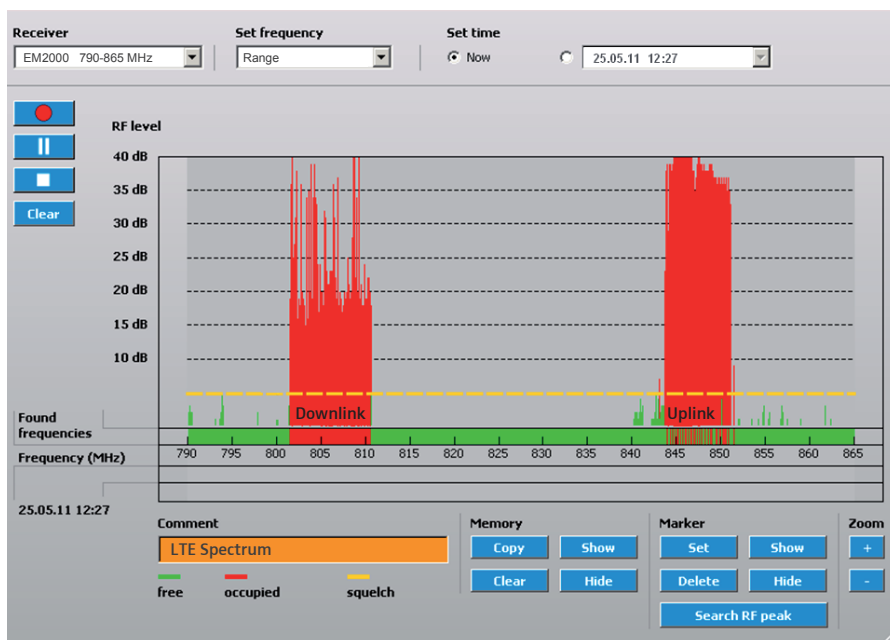 Receiver
Set frequency
Set time
EM2000 790-865 MHz
Range
Now
25.05.11 12:27
RF level
40 dB
35 dB
30 dB
25 dB
20 dB
15 dB
10 dB
Clear
Downlink
Uplink
Found
frequencies
Frequency (MHz)
790 795 800 805 810 815 820 825 830 835 840 845 850 855 860 865
25.05.11 12:27
Comment
LTE Spectrum
free
occupied
squelch
Memory
Copy Show
Clear Hide
Marker
Set Show
Delete Hide
Search RF peak
Zoom
+
-